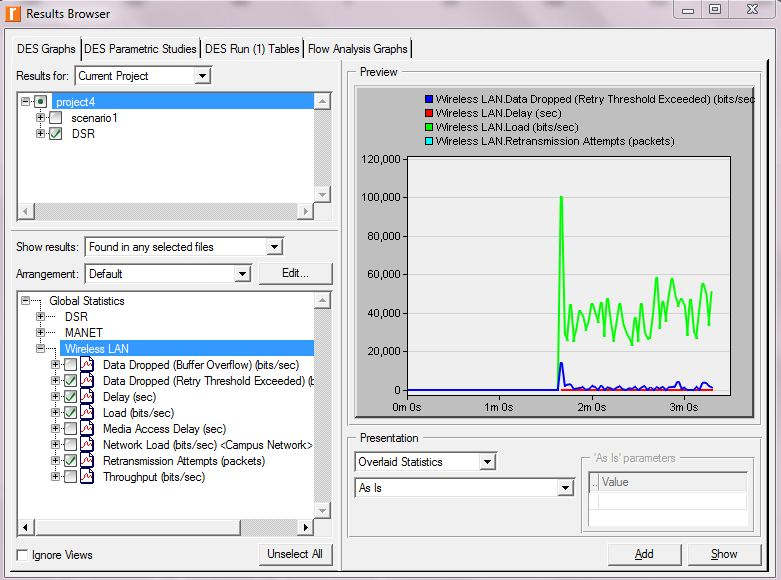 Results Browser
DES Graphs DES Parametric Studies DES Run (1) Tables Flow Analysis Graphs
Results for: Current Project
project4
scenario1
DSR
Show results: Found in any selected files
Arrangement: Default Edit...
Global Statistics
DSR
MANET
Wireless LAN
Data Dropped (Buffer Overflow) (bits/sec)
Data Dropped (Retry Threshold Exceeded) (b
Delay (sec)
Load (bits/sec)
Media Access Delay (sec)
Network Load (bits/sec) <Campus Network>
Retransmission Attempts (packets)
Throughput (bits/sec)
Ignore Views Unselect All
Preview
Wireless LAN.Data Dropped (Retry Threshold Exceeded) (bits/sec
Wireless LAN.Delay (sec)
Wireless LAN.Load (bits/sec)
Wireless LAN.Retransmission Attempts (packets)
120,000
100,000
80,000
60,000
40,000
20,000
0
0m 0s 1m 0s 2m 0s 3m 0s
Presentation
Overlaid Statistics
As Is
'As Is' parameters
.. Value
Add Show